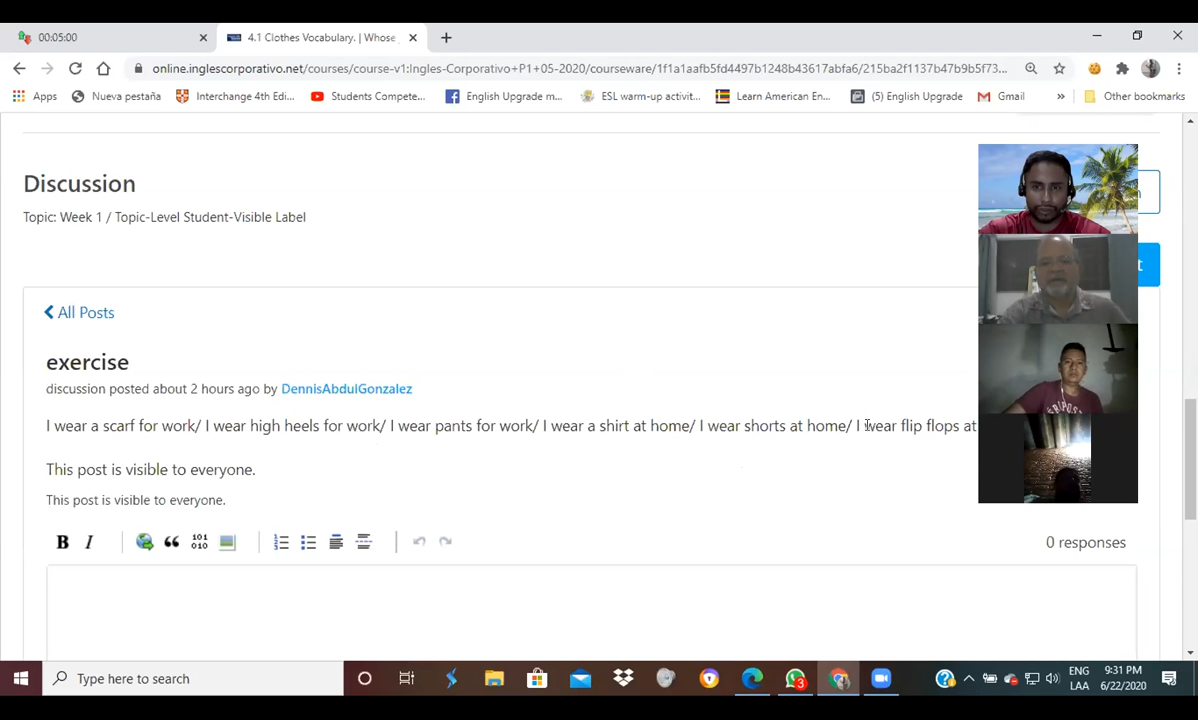 00:05:00
4.1 Clothes Vocabulary. | Whose
online.inglescorporativo.net/courses/course-v1:Ingles-Corporativo+P1+05-2020/courseware/1f1a1aafb5fd4497b1248b43617abfa6/215ba2f1137b47b9b5f73...
Apps Nueva pestaña Interchange 4th Edi... Students Compete... English Upgrade m... ESL warm-up activit... Learn American En... (5) English Upgrade Gmail » Other bookmarks
Discussion
Topic: Week 1 / Topic-Level Student-Visible Label
All Posts
exercise
discussion posted about 2 hours ago by DennisAbdulGonzalez
I wear a scarf for work/ I wear high heels for work/ I wear pants for work/ I wear a shirt at home/ I wear shorts at home/ I wear flip flops at
This post is visible to everyone.
This post is visible to everyone.
B I 101 010
0 responses
Type here to search
3
ENG 9:31 PM
LAA 6/22/2020